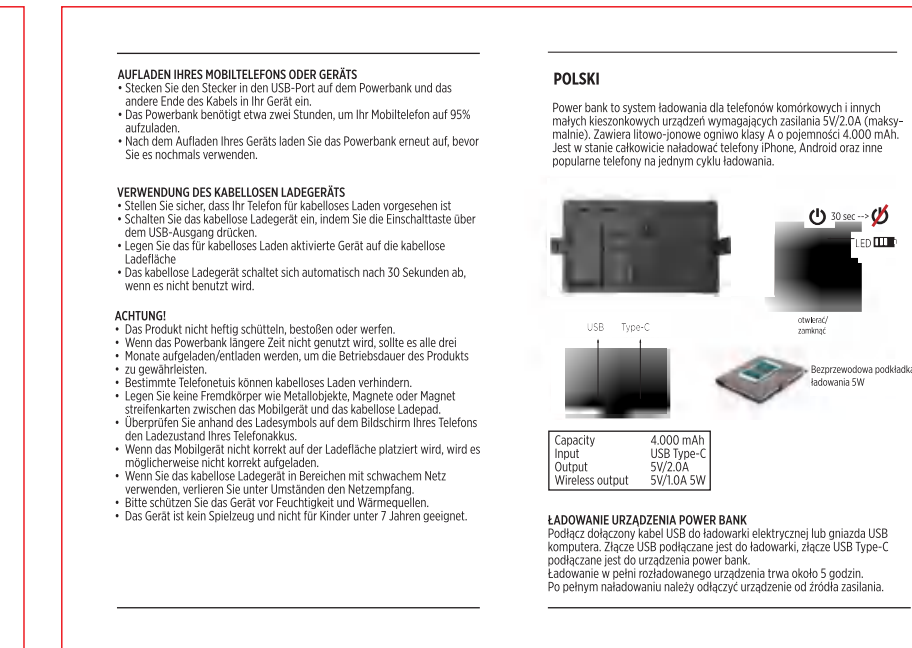 AUFLADEN IHRES MOBILTELEFONS ODER GERÄTS
• Stecken Sie den Stecker in den USB-Port auf dem Powerbank und das
andere Ende des Kabels in Ihr Gerät ein.
• Das Powerbank benötigt etwa zwei Stunden, um Ihr Mobiltelefon auf 95%
aufzuladen.
• Nach dem Aufladen Ihres Geräts laden Sie das Powerbank erneut auf, bevor
Sie es nochmals verwenden.
VERWENDUNG DES KABELLOSEN LADEGERÄTS
• Stellen Sie sicher, dass Ihr Telefon für kabelloses Laden vorgesehen ist
• Schalten Sie das kabellose Ladegerät ein, indem Sie die Einschalttaste über
dem USB-Ausgang drücken.
• Legen Sie das für kabelloses Laden aktivierte Gerät auf die kabellose
Ladefläche
• Das kabellose Ladegerät schaltet sich automatisch nach 30 Sekunden ab,
wenn es nicht benutzt wird.
ACHTUNG!
• Das Produkt nicht heftig schütteln, bestoßen oder werfen.
• Wenn das Powerbank längere Zeit nicht genutzt wird, sollte es alle drei
• Monate aufgeladen/entladen werden, um die Betriebsdauer des Produkts
• zu gewährleisten.
• Bestimmte Telefonetuis können kabelloses Laden verhindern.
• Legen Sie keine Fremdkörper wie Metallobjekte, Magnete oder Magnet
streifenkarten zwischen das Mobilgerät und das kabellose Ladepad.
• Überprüfen Sie anhand des Ladesymbols auf dem Bildschirm Ihres Telefons
den Ladezustand Ihres Telefonakkus.
• Wenn das Mobilgerät nicht korrekt auf der Ladefläche platziert wird, wird es
möglicherweise nicht korrekt aufgeladen.
• Wenn Sie das kabellose Ladegerät in Bereichen mit schwachem Netz
verwenden, verlieren Sie unter Umständen den Netzempfang.
• Bitte schützen Sie das Gerät vor Feuchtigkeit und Wärmequellen.
• Das Gerät ist kein Spielzeug und nicht für Kinder unter 7 Jahren geeignet.
POLSKI
Power bank to system ładowania dla telefonów komórkowych i innych
małych kieszonkowych urządzeń wymagających zasilania 5V/2.0A (maksy-
malnie). Zawiera litowo-jonowe ogniwo klasy A o pojemności 4.000 mAh.
Jest w stanie całkowicie naładować telefony iPhone, Android oraz inne
popularne telefony na jednym cyklu ładowania.
30 sec -->
LED
otwierać/
zamknąć
USB Type-C
Bezprzewodowa podkładka
ładowania 5W
Capacity 4.000 mAh
Input USB Type-C
Output 5V/2.0A
Wireless output 5V/1.0A 5W
ŁADOWANIE URZĄDZENIA POWER BANK
Podłącz dołączony kabel USB do ładowarki elektrycznej lub gniazda USB
komputera. Złącze USB podłączane jest do ładowarki, złącze USB Type-C
podłączane jest do urządzenia power bank.
Ładowanie w pełni rozładowanego urządzenia trwa około 5 godzin.
Po pełnym naładowaniu należy odłączyć urządzenie od źródła zasilania.